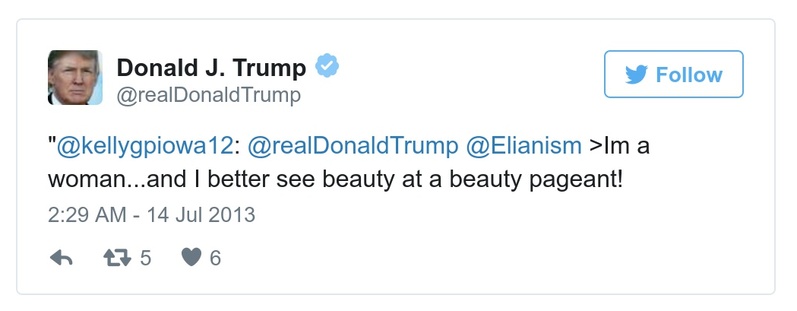 Donald J. Trump
@realDonaldTrump
Follow
"@kellygpiowa12: @realDonaldTrump @Elianism >Im a
woman...and I better see beauty at a beauty pageant!
2:29 AM - 14 Jul 2013
5 6